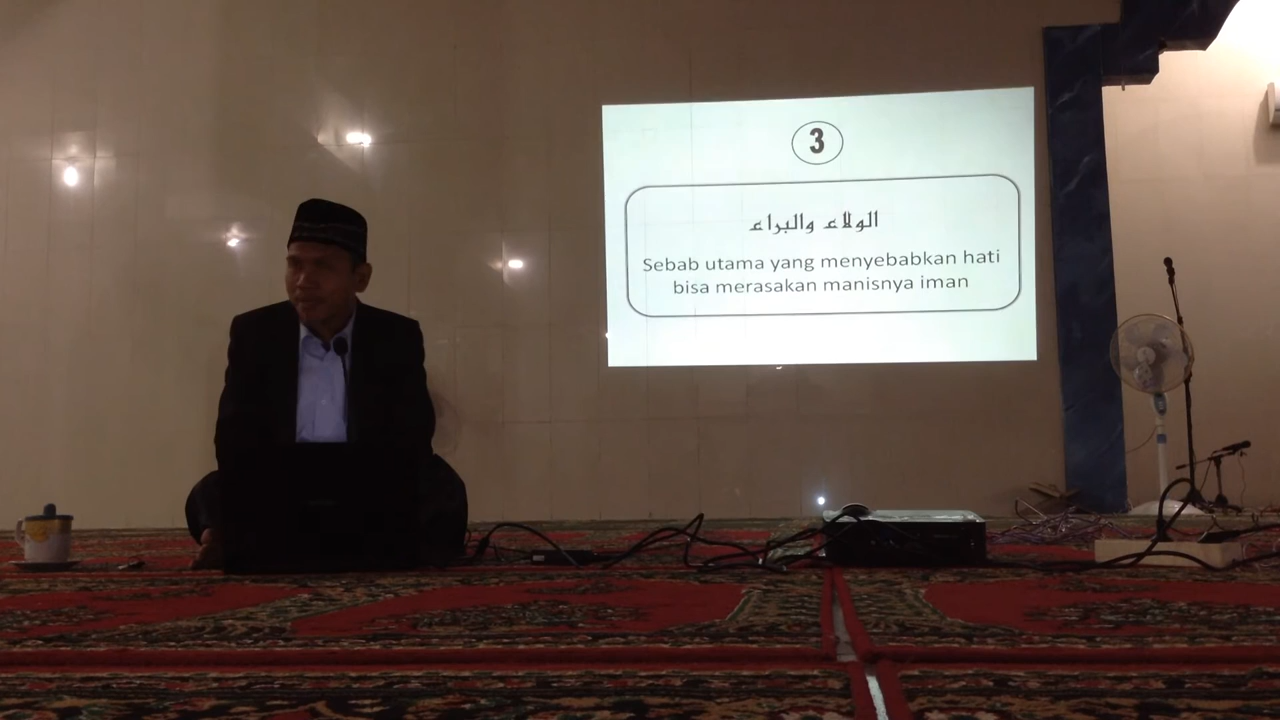 3
الولاء والبراء
Sebab utama yang menyebabkan hati
bisa merasakan manisnya iman